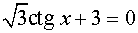 √3ctg x + 3 = 0